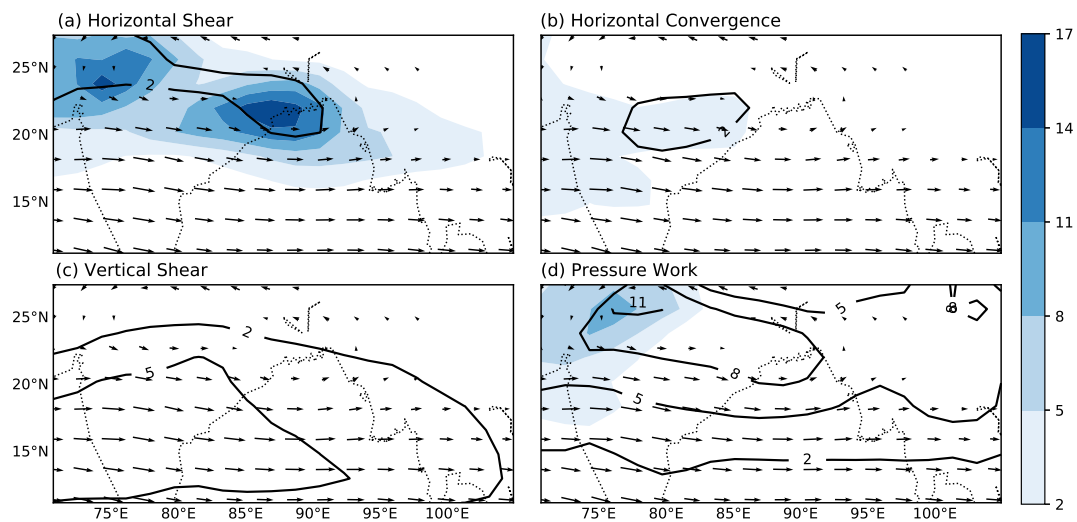 (a) Horizontal Shear
(b) Horizontal Convergence
17
14
11
8
5
2
25°N
20°N
15°N
2
2
(c) Vertical Shear
(d) Pressure Work
25°N
20°N
15°N
2
5
11
5
8
8
8
5
2
75°E 80°E 85°E 90°E 95°E 100°E
75°E 80°E 85°E 90°E 95°E 100°E